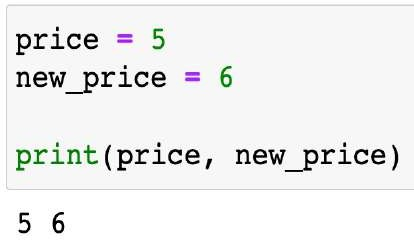 price = 5
new_price = 6
print(price, new_price)
5 6